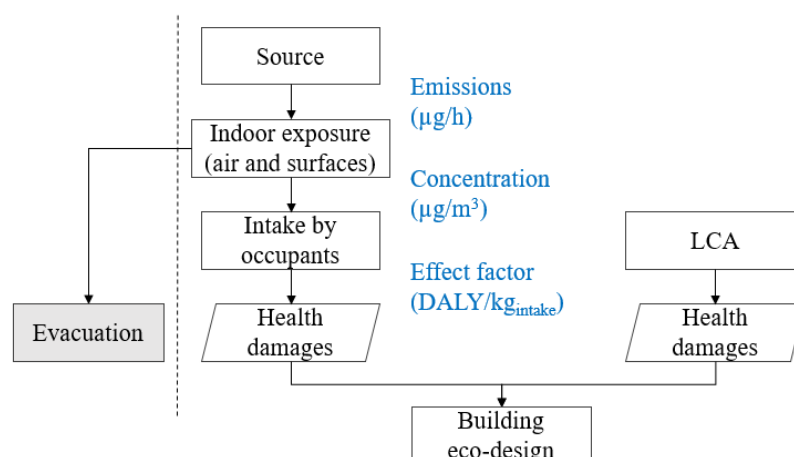 Source
Emissions
(µg/h)
Indoor exposure
(air and surfaces)
Concentration
(µg/m³)
Intake by
occupants
LCA
Effect factor
(DALY/kgintake)
Evacuation
Health
damages
Health
damages
Building
eco-design